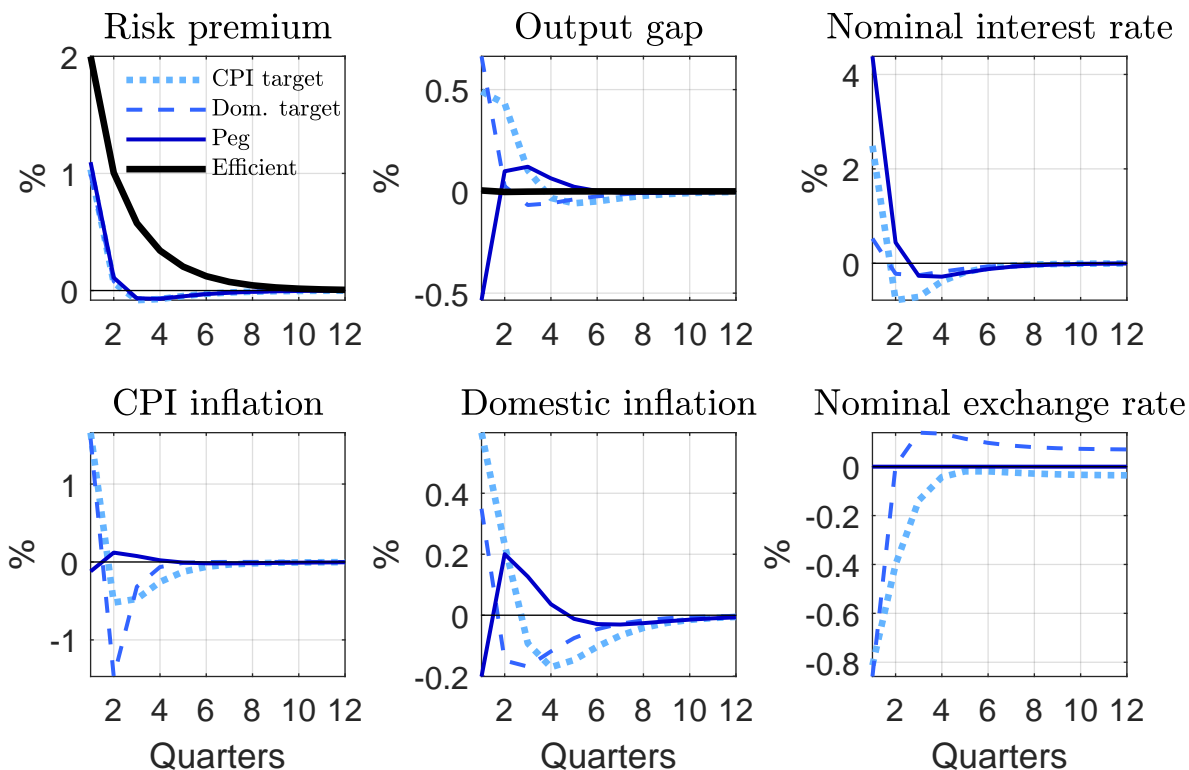 Risk premium
Output gap
Nominal interest rate
%
2
1
0
CPI target
Dom. target
Peg
Efficient
2 4 6 8 10 12
%
0.5
0
-0.5
2 4 6 8 10 12
%
4
2
0
2 4 6 8 10 12
CPI inflation
Domestic inflation
Nominal exchange rate
%
1
0
-1
2 4 6 8 10 12
Quarters
%
0.4
0.2
0
-0.2
2 4 6 8 10 12
Quarters
%
0
-0.2
-0.4
-0.6
-0.8
2 4 6 8 10 12
Quarters